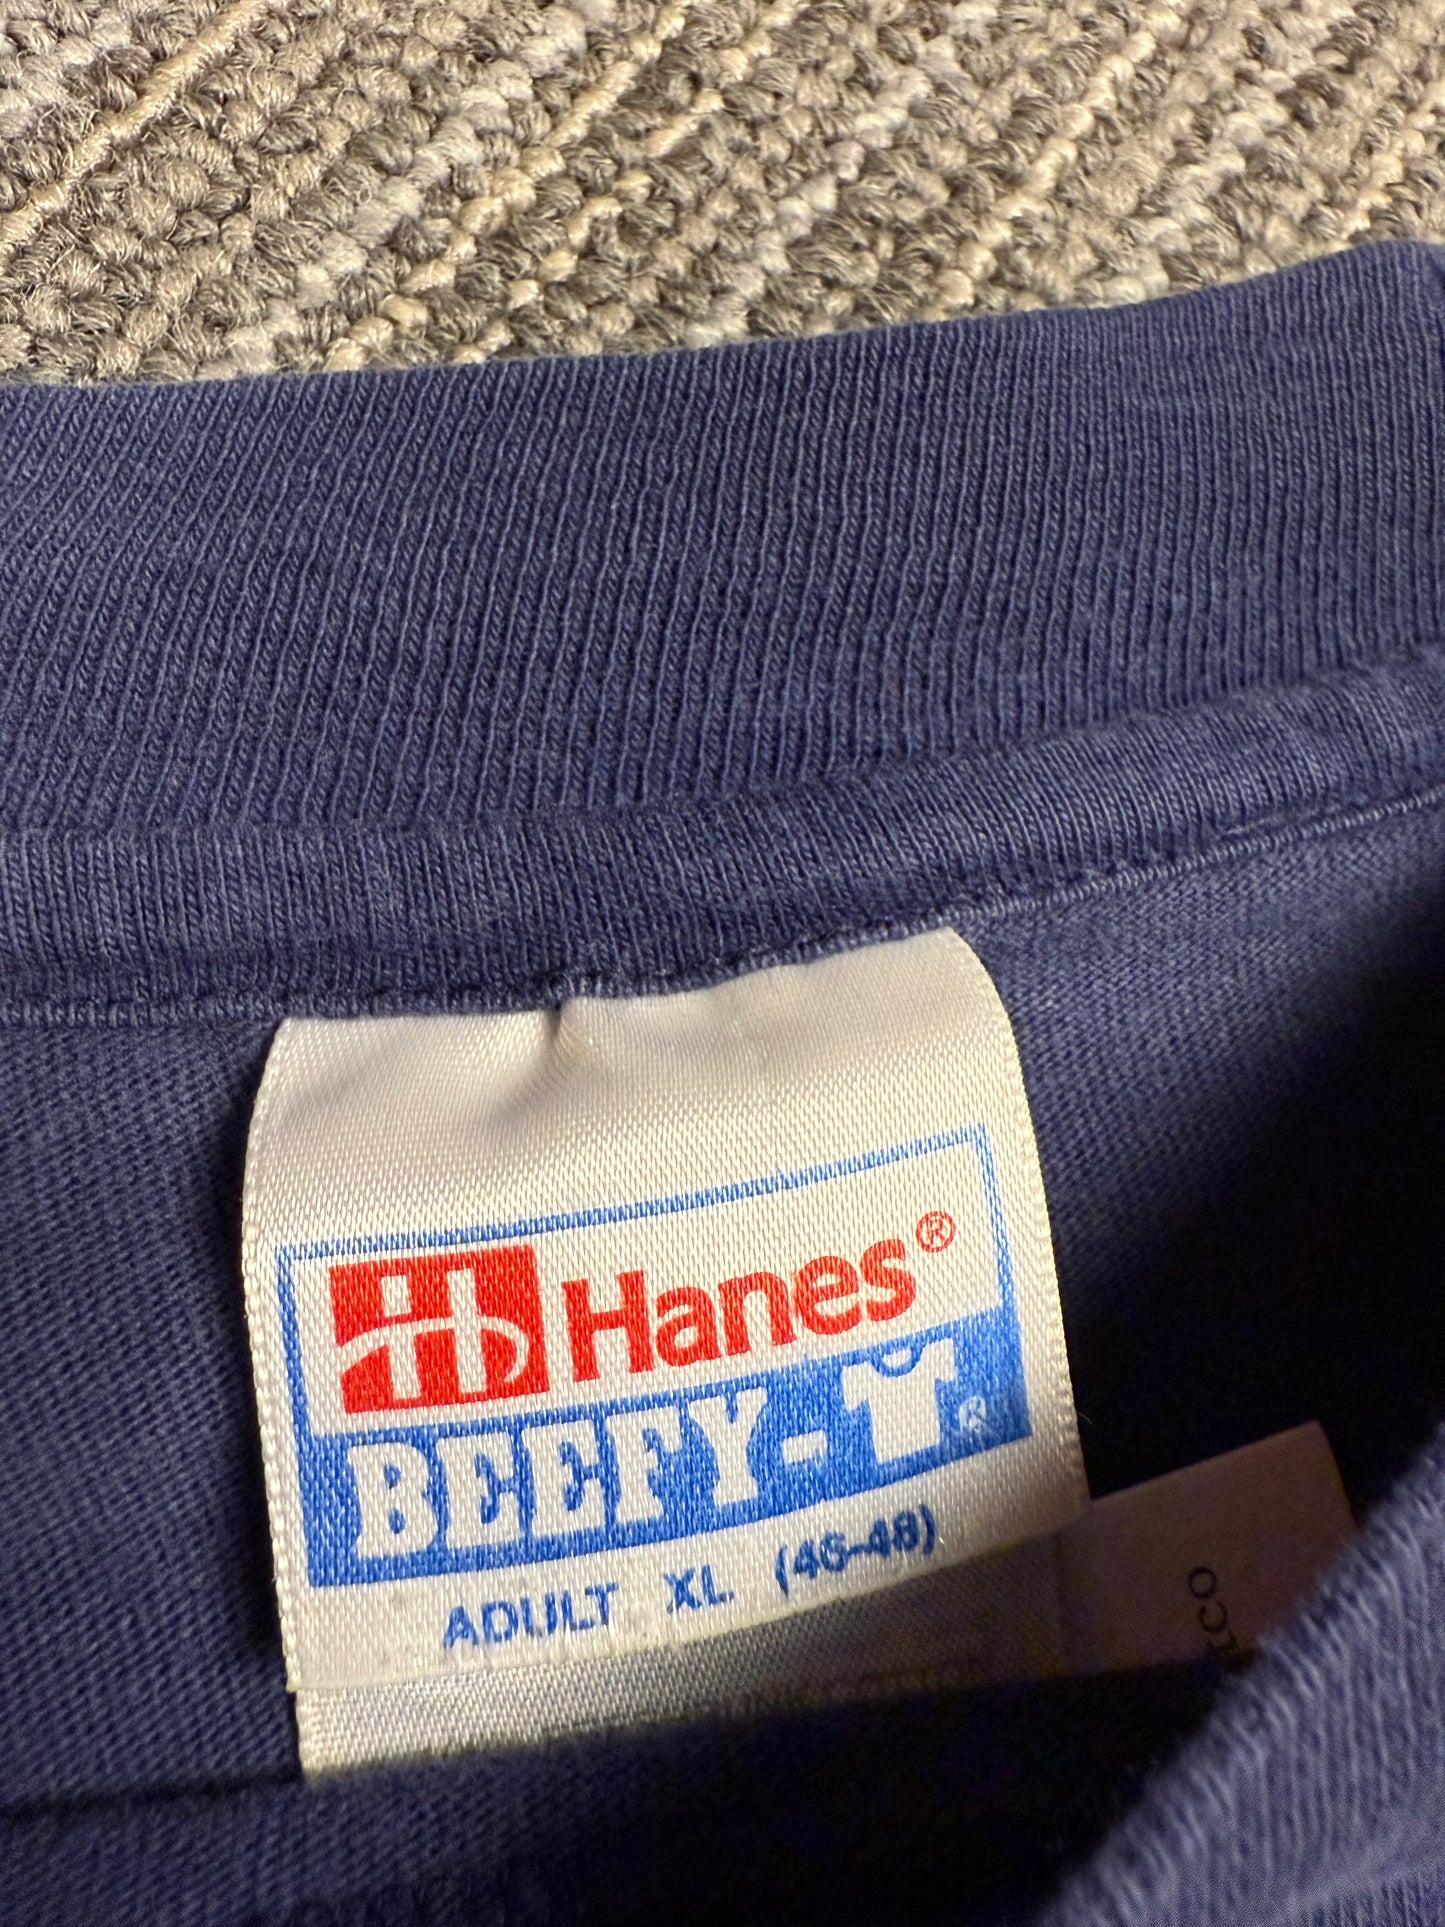 Hanes®
BEEFY-T®
ADULT XL (46-48)